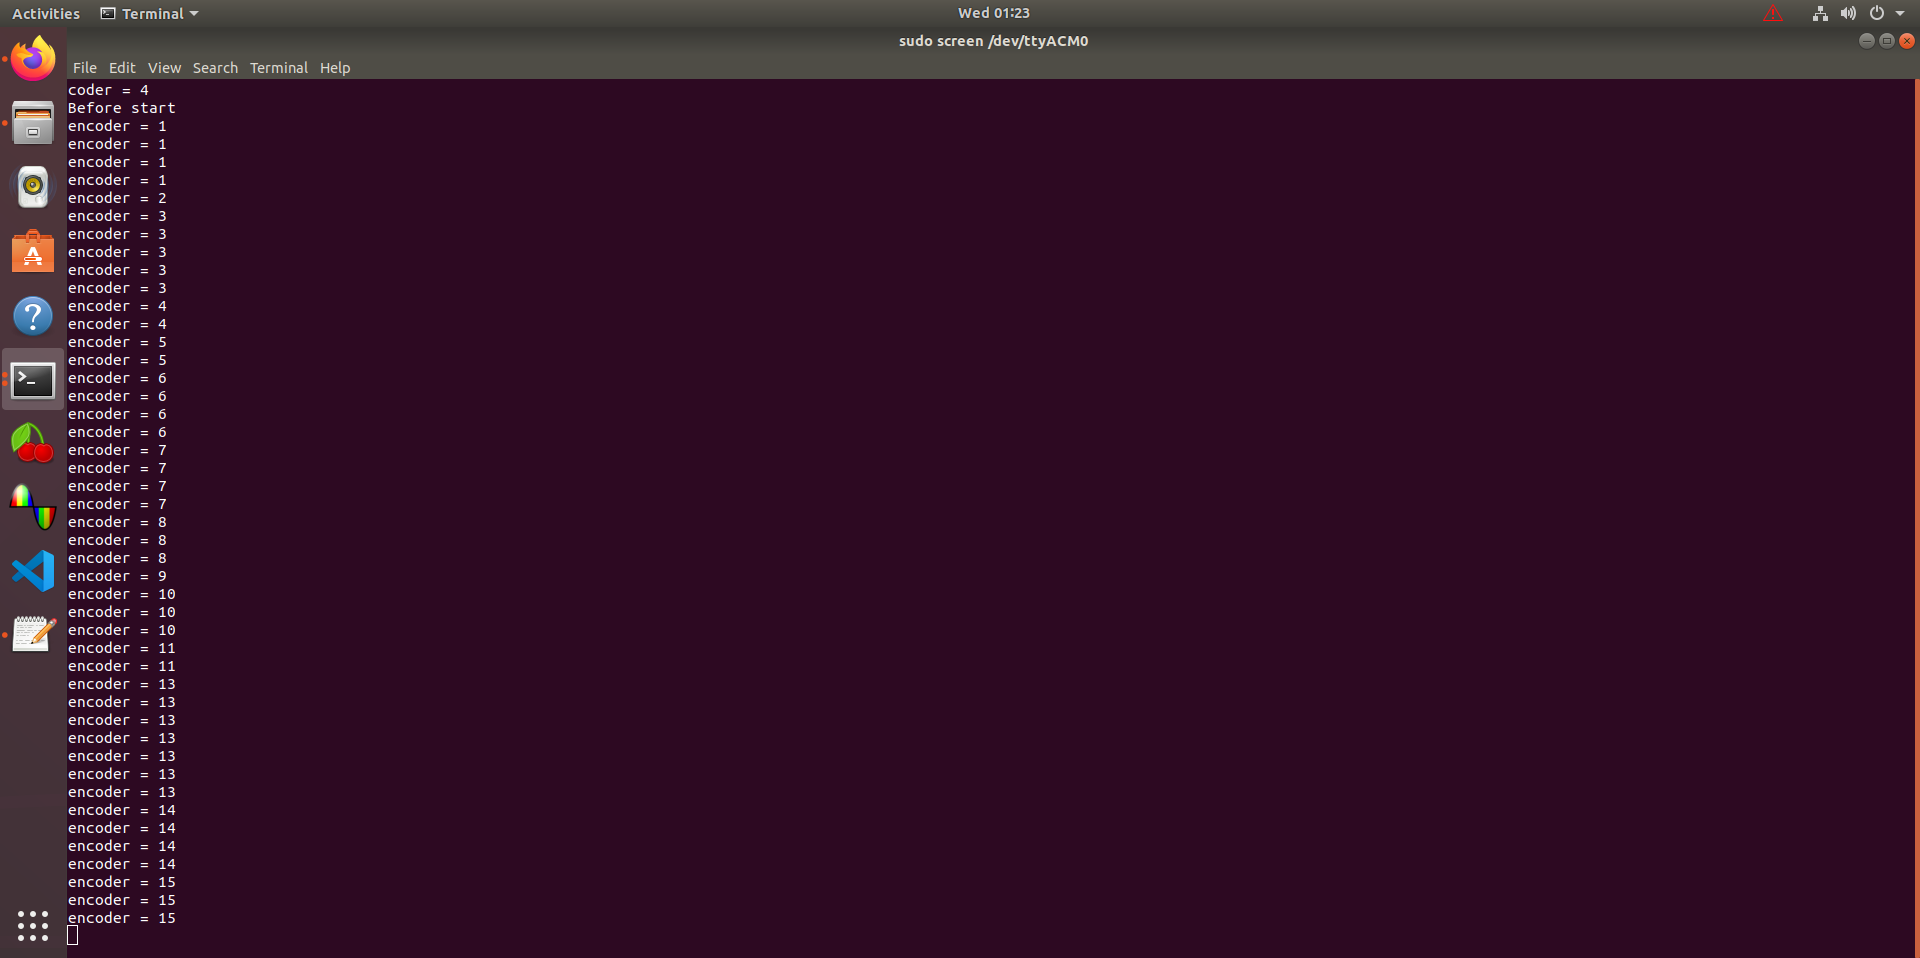 Activities Terminal Wed 01:23
sudo screen /dev/ttyACM0
File Edit View Search Terminal Help
coder = 4
Before start
encoder = 1
encoder = 1
encoder = 1
encoder = 1
encoder = 2
encoder = 3
encoder = 3
encoder = 3
encoder = 3
encoder = 3
encoder = 4
encoder = 4
encoder = 5
encoder = 5
encoder = 6
encoder = 6
encoder = 6
encoder = 6
encoder = 7
encoder = 7
encoder = 7
encoder = 7
encoder = 8
encoder = 8
encoder = 8
encoder = 9
encoder = 10
encoder = 10
encoder = 10
encoder = 11
encoder = 11
encoder = 13
encoder = 13
encoder = 13
encoder = 13
encoder = 13
encoder = 13
encoder = 13
encoder = 14
encoder = 14
encoder = 14
encoder = 14
encoder = 15
encoder = 15
encoder = 15